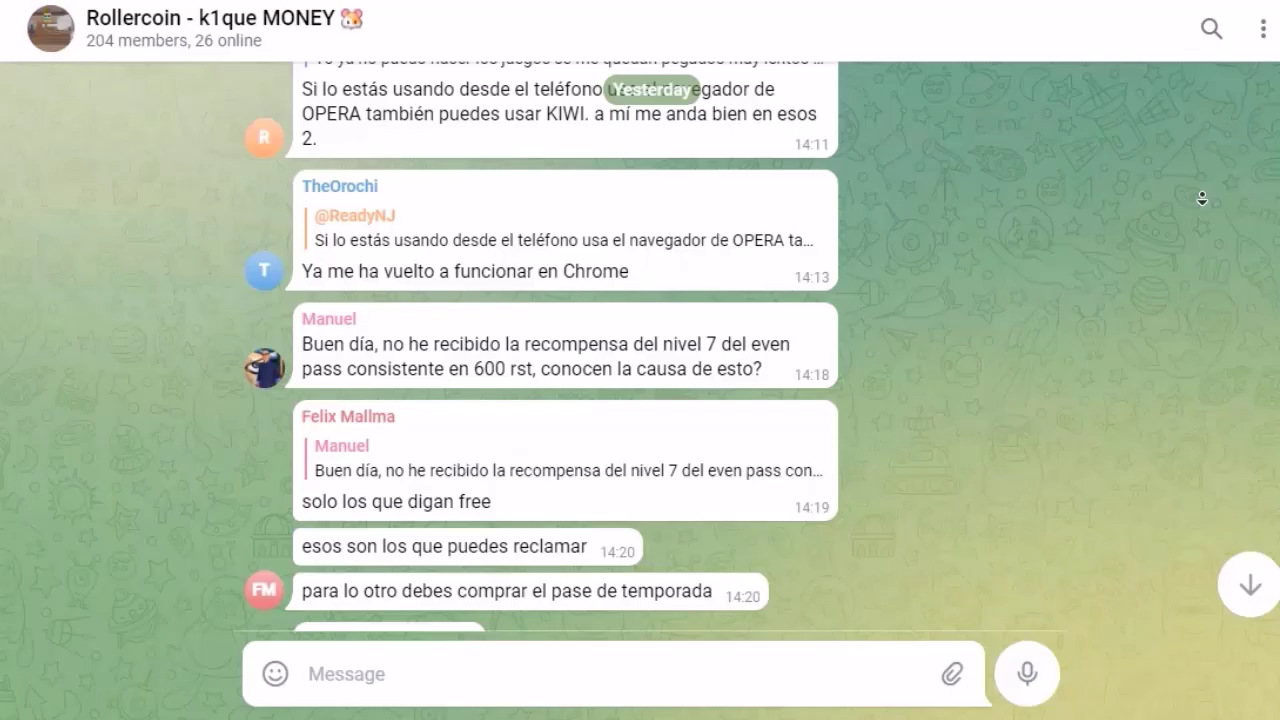 Rollercoin - k1que MONEY
204 members, 26 online
Si lo estás usando desde el teléfono
Yesterday
egador de
OPERA también puedes usar KIWI. a mí me anda bien en esos
2.
14:11
R
TheOrochi
@ReadyNJ
Si lo estás usando desde el teléfono usa el navegador de OPERA ta...
Ya me ha vuelto a funcionar en Chrome
14:13
T
Manuel
Buen día, no he recibido la recompensa del nivel 7 del even
pass consistente en 600 rst, conocen la causa de esto?
14:18
Felix Mallma
Manuel
Buen día, no he recibido la recompensa del nivel 7 del even pass con...
solo los que digan free
14:19
esos son los que puedes reclamar 14:20
FM
para lo otro debes comprar el pase de temporada 14:20
Message